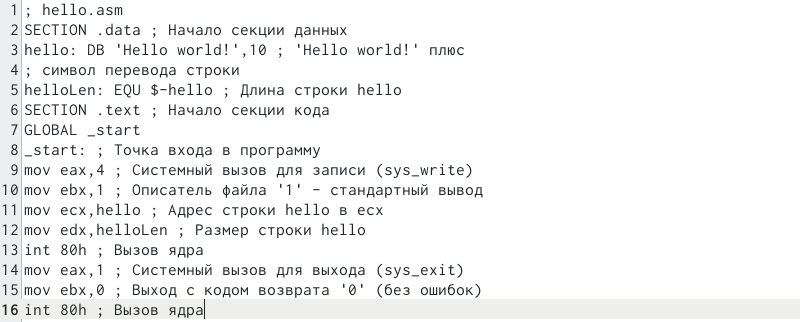 1 ; hello.asm
2 SECTION .data ; Начало секции данных
3 hello: DB 'Hello world!',10 ; 'Hello world!' плюс
4 ; символ перевода строки
5 helloLen: EQU $-hello ; Длина строки hello
6 SECTION .text ; Начало секции кода
7 GLOBAL _start
8 _start: ; Точка входа в программу
9 mov eax,4 ; Системный вызов для записи (sys_write)
10 mov ebx,1 ; Описатель файла '1' - стандартный вывод
11 mov ecx,hello ; Адрес строки hello в ecx
12 mov edx,helloLen ; Размер строки hello
13 int 80h ; Вызов ядра
14 mov eax,1 ; Системный вызов для выхода (sys_exit)
15 mov ebx,0 ; Выход с кодом возврата '0' (без ошибок)
16 int 80h ; Вызов ядра